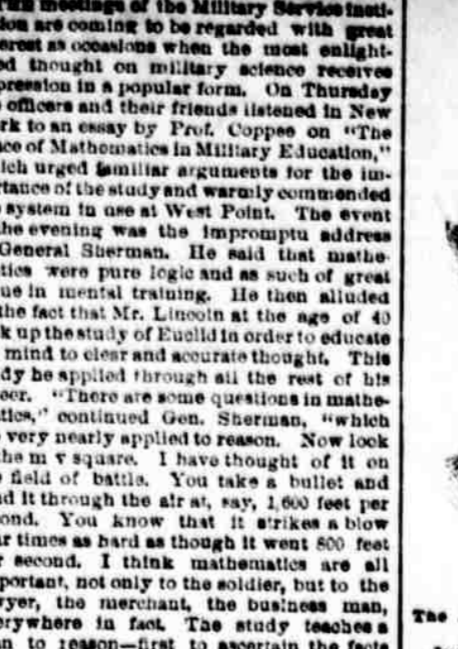 meetings of the Military Service Insti-
ion are coming to be regarded with great
erest as occasions when the most enlight-
ed thought on military science receives
pression in a popular form. On Thursday
officers and their friends listened in New
rk to an essay by Prof. Coppee on "The
ce of Mathematics in Military Education,"
ich urged familiar arguments for the im-
rtance of the study and warmly commended
system in use at West Point. The event
he evening was the impromptu address
General Sherman. He said that mathe-
tics were pure logic and as such of great
ue in mental training. He then alluded
the fact that Mr. Lincoln at the age of 40
k up the study of Euclid in order to educate
mind to clear and accurate thought. This
dy he applied through all the rest of his
eer. "There are some questions in mathe-
tics," continued Gen. Sherman, "which
very nearly applied to reason. Now look
the m v square. I have thought of it on
field of battle. You take a bullet and
d it through the air at, say, 1,600 feet per
ond. You know that it strikes a blow
r times as hard as though it went 800 feet
r second. I think mathematics are all
portant, not only to the soldier, but to the
yer, the merchant, the business man,
erywhere in fact. The study teaches a
n to reason—first to ascertain the facts
The